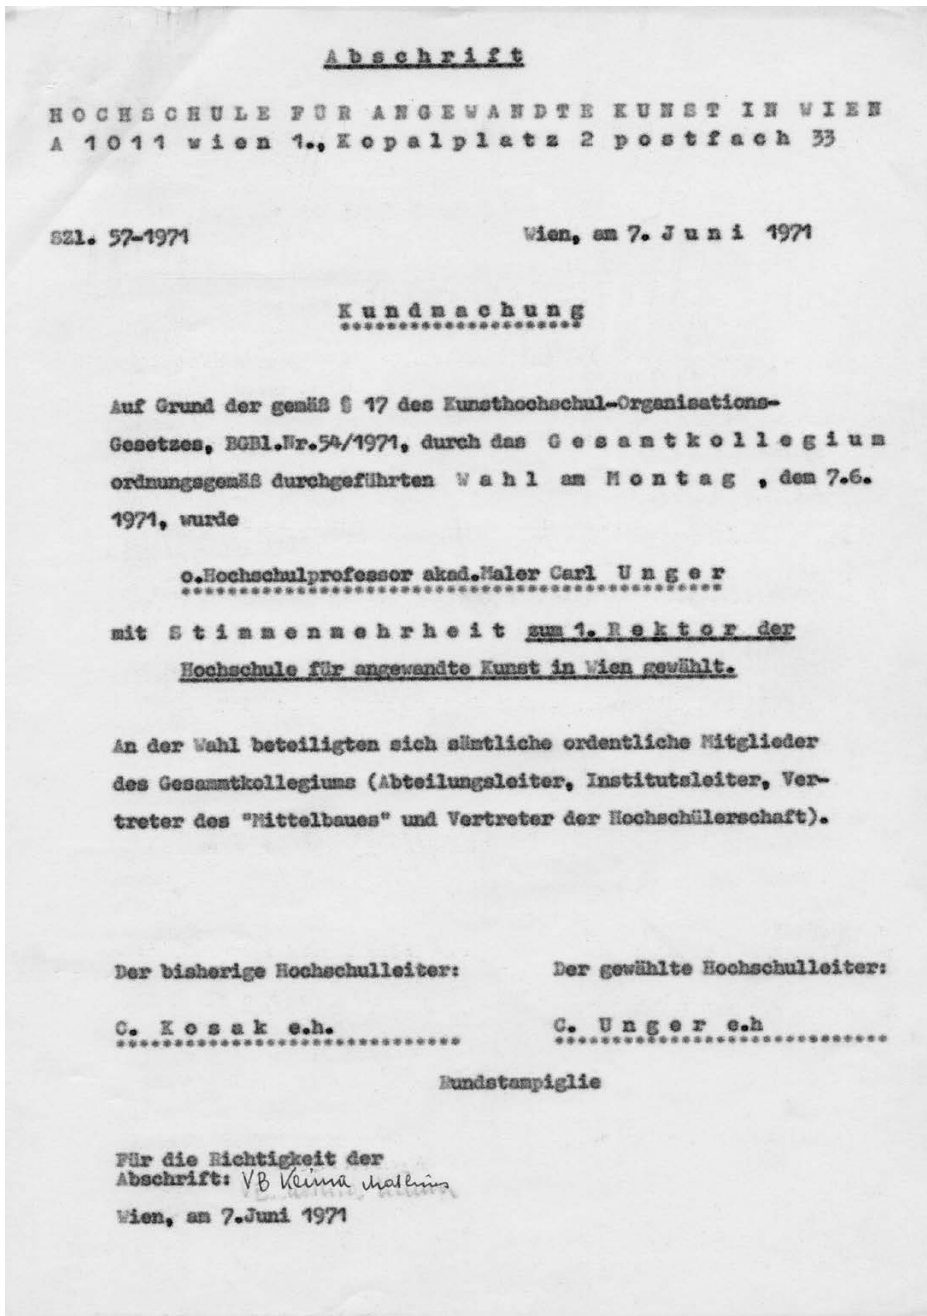 Abschrift
HOCHSCHULE FÜR ANGEWANDTE KUNST IN WIEN
A 1011 wien 1., Kopalplatz 2 postfach 33
SZl. 57-1971
Wien, am 7. Juni 1971
Kundmachung
Auf Grund der gemäß § 17 des Kunsthochschul-Organisations-
Gesetzes, BGBl.Nr.54/1971, durch das Gesamtkollegium
ordnungsgemäß durchgeführten Wahl am Montag, dem 7.6.
1971, wurde
o.Hochschulprofessor akad.Maler Carl Unger
mit Stimmenmehrheit zum 1. Rektor der
Hochschule für angewandte Kunst in Wien gewählt.
An der Wahl beteiligten sich sämtliche ordentliche Mitglieder
des Gesammtkollegiums (Abteilungsleiter, Institutsleiter, Ver-
treter des "Mittelbaues" und Vertreter der Hochschülerschaft).
Der bisherige Hochschulleiter:
Der gewählte Hochschulleiter:
C. Kosak e.h.
C. Unger e.h
Rundstampiglie
Für die Richtigkeit der
Abschrift: VB
Wien, am 7.Juni 1971